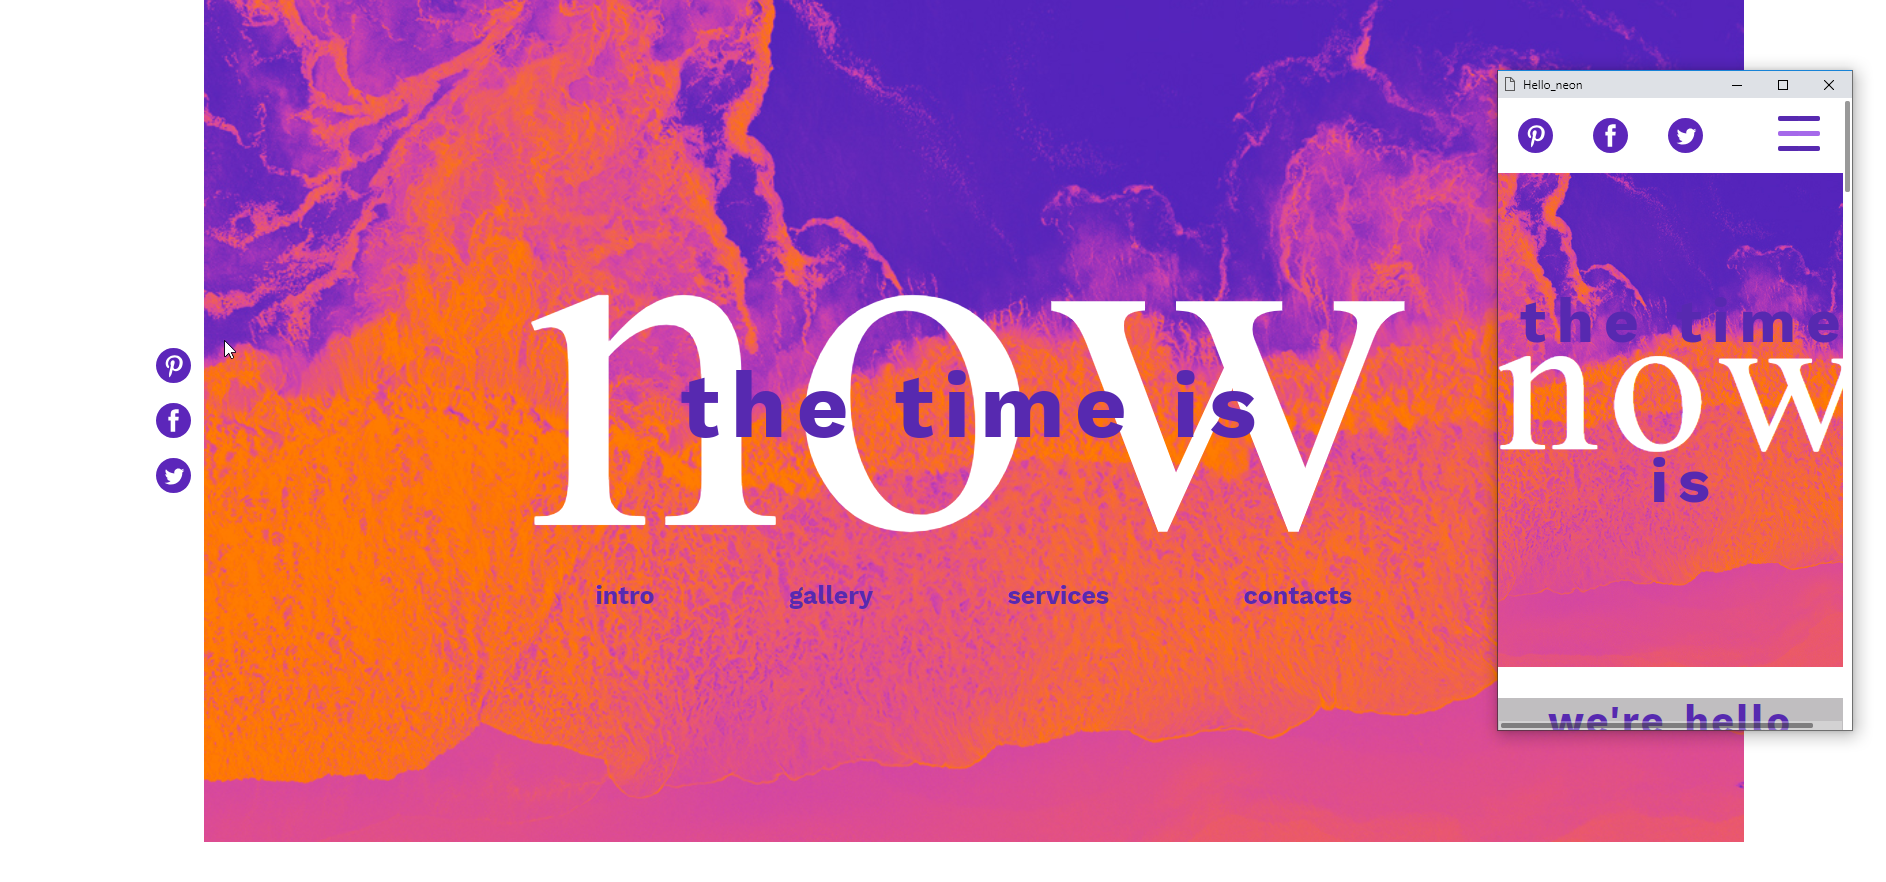 now
the time is
intro gallery services contacts
Hello_neon
the time
now
is
we're hello